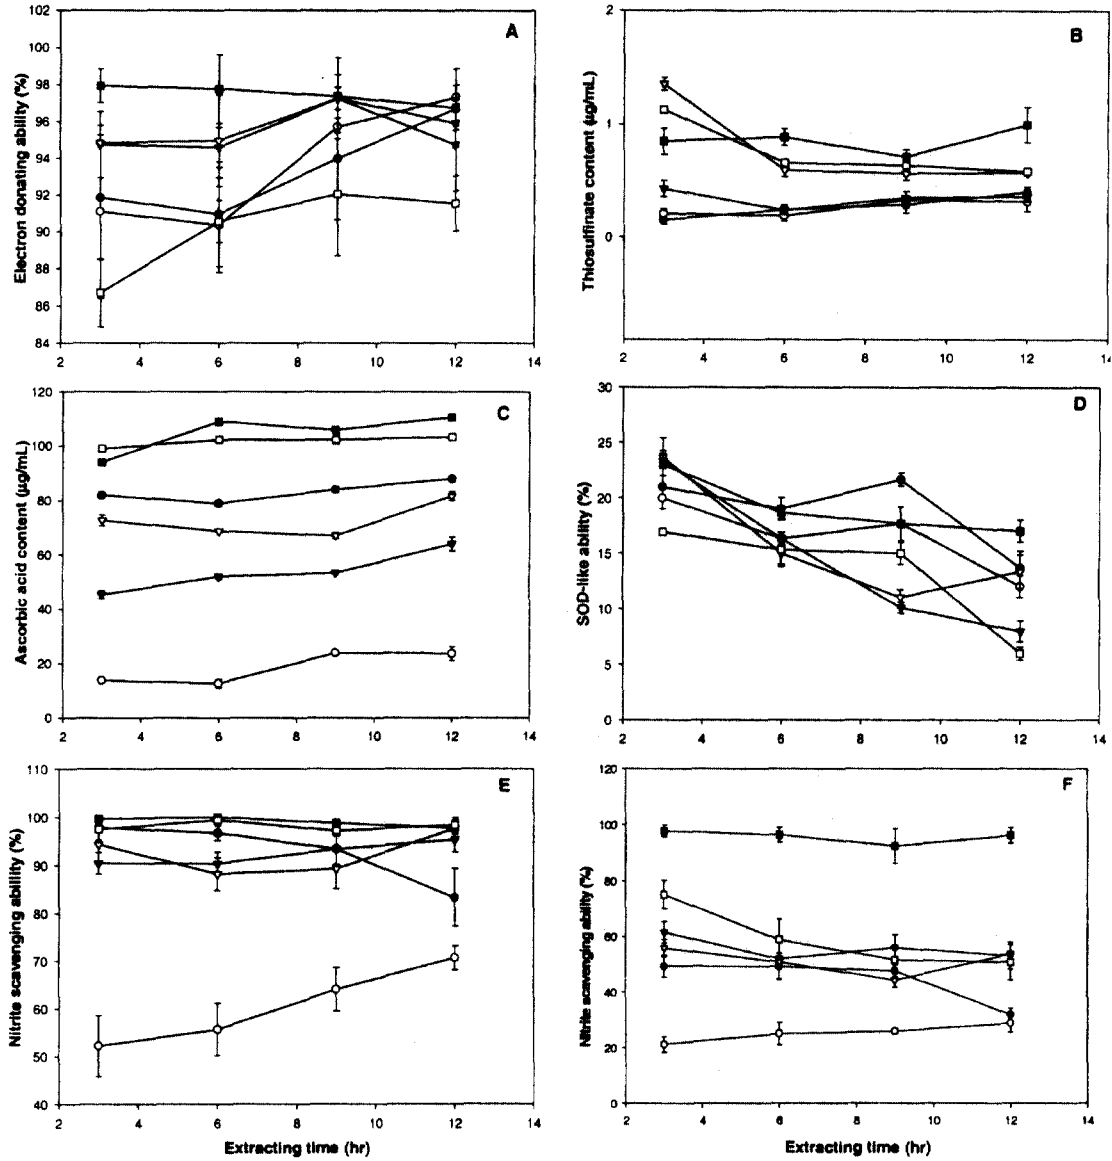 A
Electron donating ability (%)
102
100
98
96
94
92
90
88
86
84
2 4 6 8 10 12 14
B
Thiosulfinate content (µg/mL)
2
1
0
2 4 6 8 10 12 14
C
Ascorbic acid content (µg/mL)
120
100
80
60
40
20
0
2 4 6 8 10 12 14
D
SOD-like ability (%)
30
25
20
15
10
5
0
2 4 6 8 10 12 14
E
Nitrite scavenging abillity (%)
110
100
90
80
70
60
50
40
2 4 6 8 10 12 14
Extracting time (hr)
F
Nitrite scavenging ability (%)
120
100
80
60
40
20
0
2 4 6 8 10 12 14
Extracting time (hr)